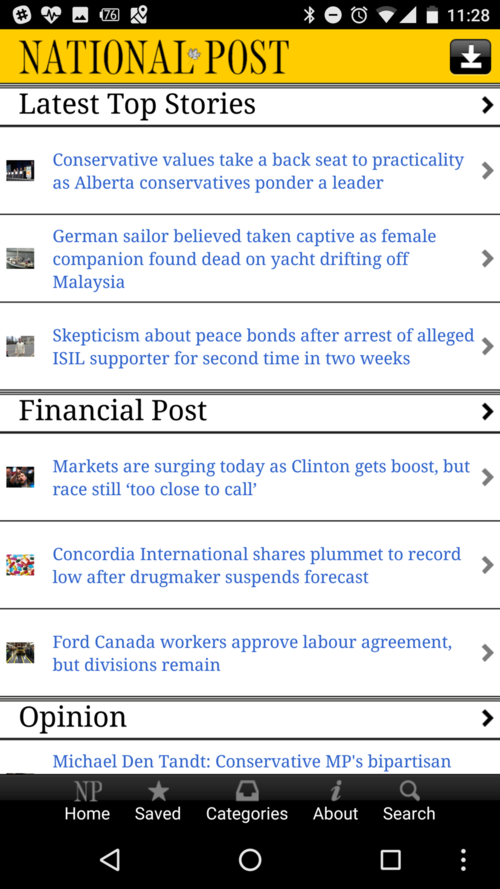 76
11:28
NATIONAL POST
Latest Top Stories
Conservative values take a back seat to practicality
as Alberta conservatives ponder a leader
German sailor believed taken captive as female
companion found dead on yacht drifting off
Malaysia
Skepticism about peace bonds after arrest of alleged
ISIL supporter for second time in two weeks
Financial Post
Markets are surging today as Clinton gets boost, but
race still ‘too close to call’
Concordia International shares plummet to record
low after drugmaker suspends forecast
Ford Canada workers approve labour agreement,
but divisions remain
Opinion
Michael Den Tandt: Conservative MP's bipartisan
NP
Home Saved Categories About Search